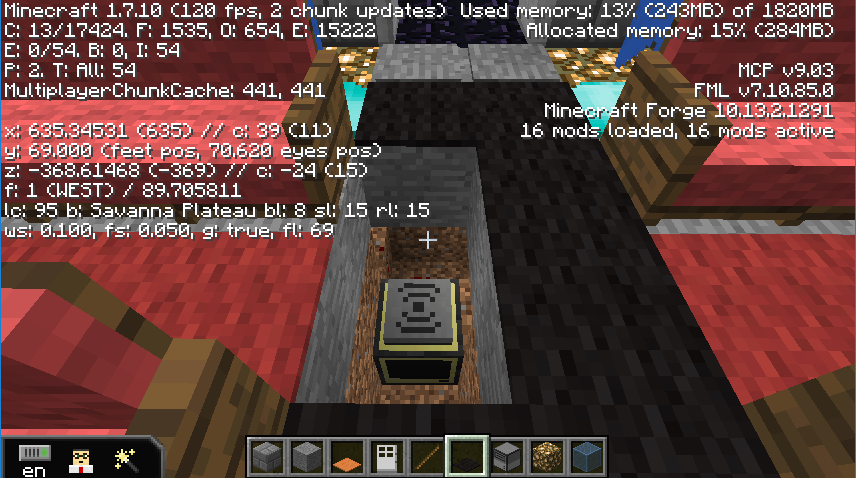 Minecraft 1.7.10 (120 fps, 2 chunk updates)
Used memory: 13% (243MB) of 1820MB
C: 13/17424. F: 1535, O: 654, E: 15222
Allocated memory: 15% (284MB)
E: 0/54. B: 0, I: 54
P: 2. T: All: 54
MCP v9.03
MultiplayerChunkCache: 441, 441
FML v7.10.85.0
Minecraft Forge 10.13.2.1291
x: 635.34531 (635) // c: 39 (11)
16 mods loaded, 16 mods active
y: 69.000 (feet pos, 70.620 eyes pos)
z: -368.61468 (-369) // c: -24 (15)
f: 1 (WEST) / 89.705811
lc: 95 b: Savanna Plateau bl: 8 sl: 15 rl: 15
ws: 0.100, fs: 0.050, g: true, fl: 69
en